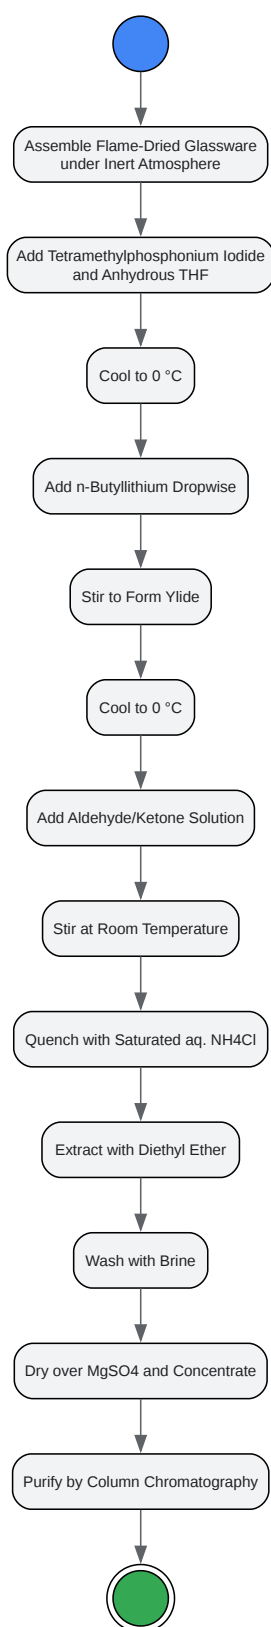 Assemble Flame-Dried Glassware
under Inert Atmosphere
Add Tetramethylphosphonium Iodide
and Anhydrous THF
Cool to 0 °C
Add n-Butyllithium Dropwise
Stir to Form Ylide
Cool to 0 °C
Add Aldehyde/Ketone Solution
Stir at Room Temperature
Quench with Saturated aq. NH4Cl
Extract with Diethyl Ether
Wash with Brine
Dry over MgSO4 and Concentrate
Purify by Column Chromatography